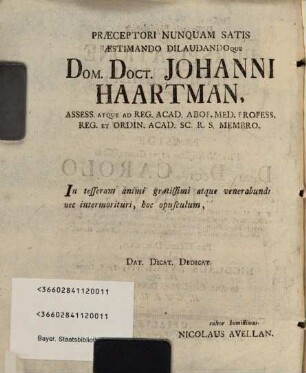 PRÆCEPTORI NUNQUAM SATIS
ÆSTIMANDO DILAUDANDOQUE
DOM. DOCT. JOHANNI
HAARTMAN,
ASSESS. ATQUE AD REG. ACAD. ABOE. MED. PROFESS.
REG. ET ORDIN. ACAD. SC. R. S. MEMBRO.
In tesseram animi gratissimi atque venerabundi
nec intermorituri, hoc opusculum,
DAT. DICAT. DEDICAT.
<36602841120011
<36602841120011
Bayer. Staatsbibliothek
cultor humillimus
NICOLAUS AVELLAN.